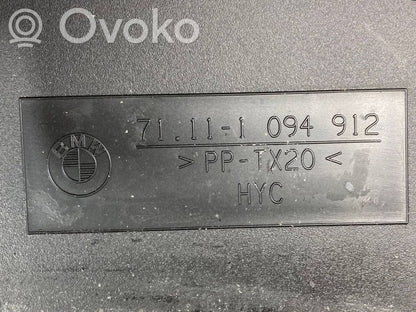 Ovoko
BMW
71.11-1 094 912
>PP-TX20<
HYC